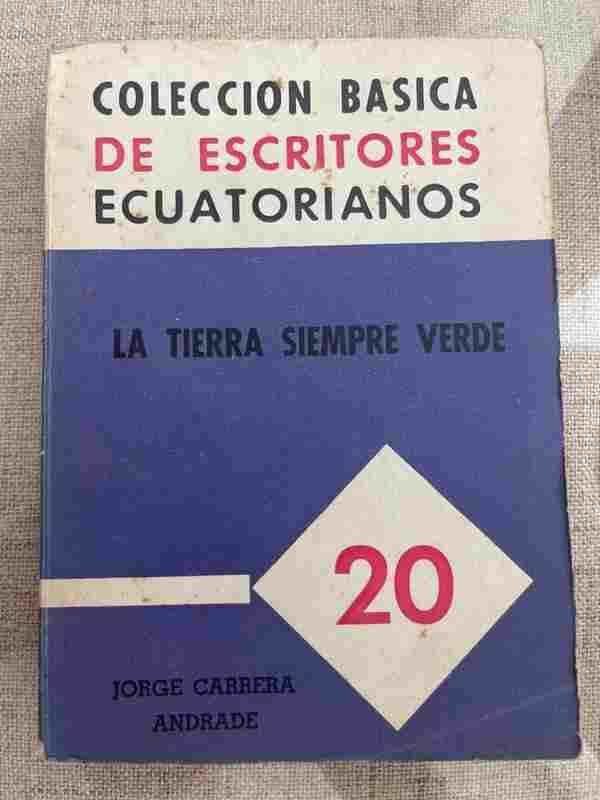 COLECCION BASICA
DE ESCRITORES
ECUATORIANOS
LA TIERRA SIEMPRE VERDE
20
JORGE CARRERA
ANDRADE